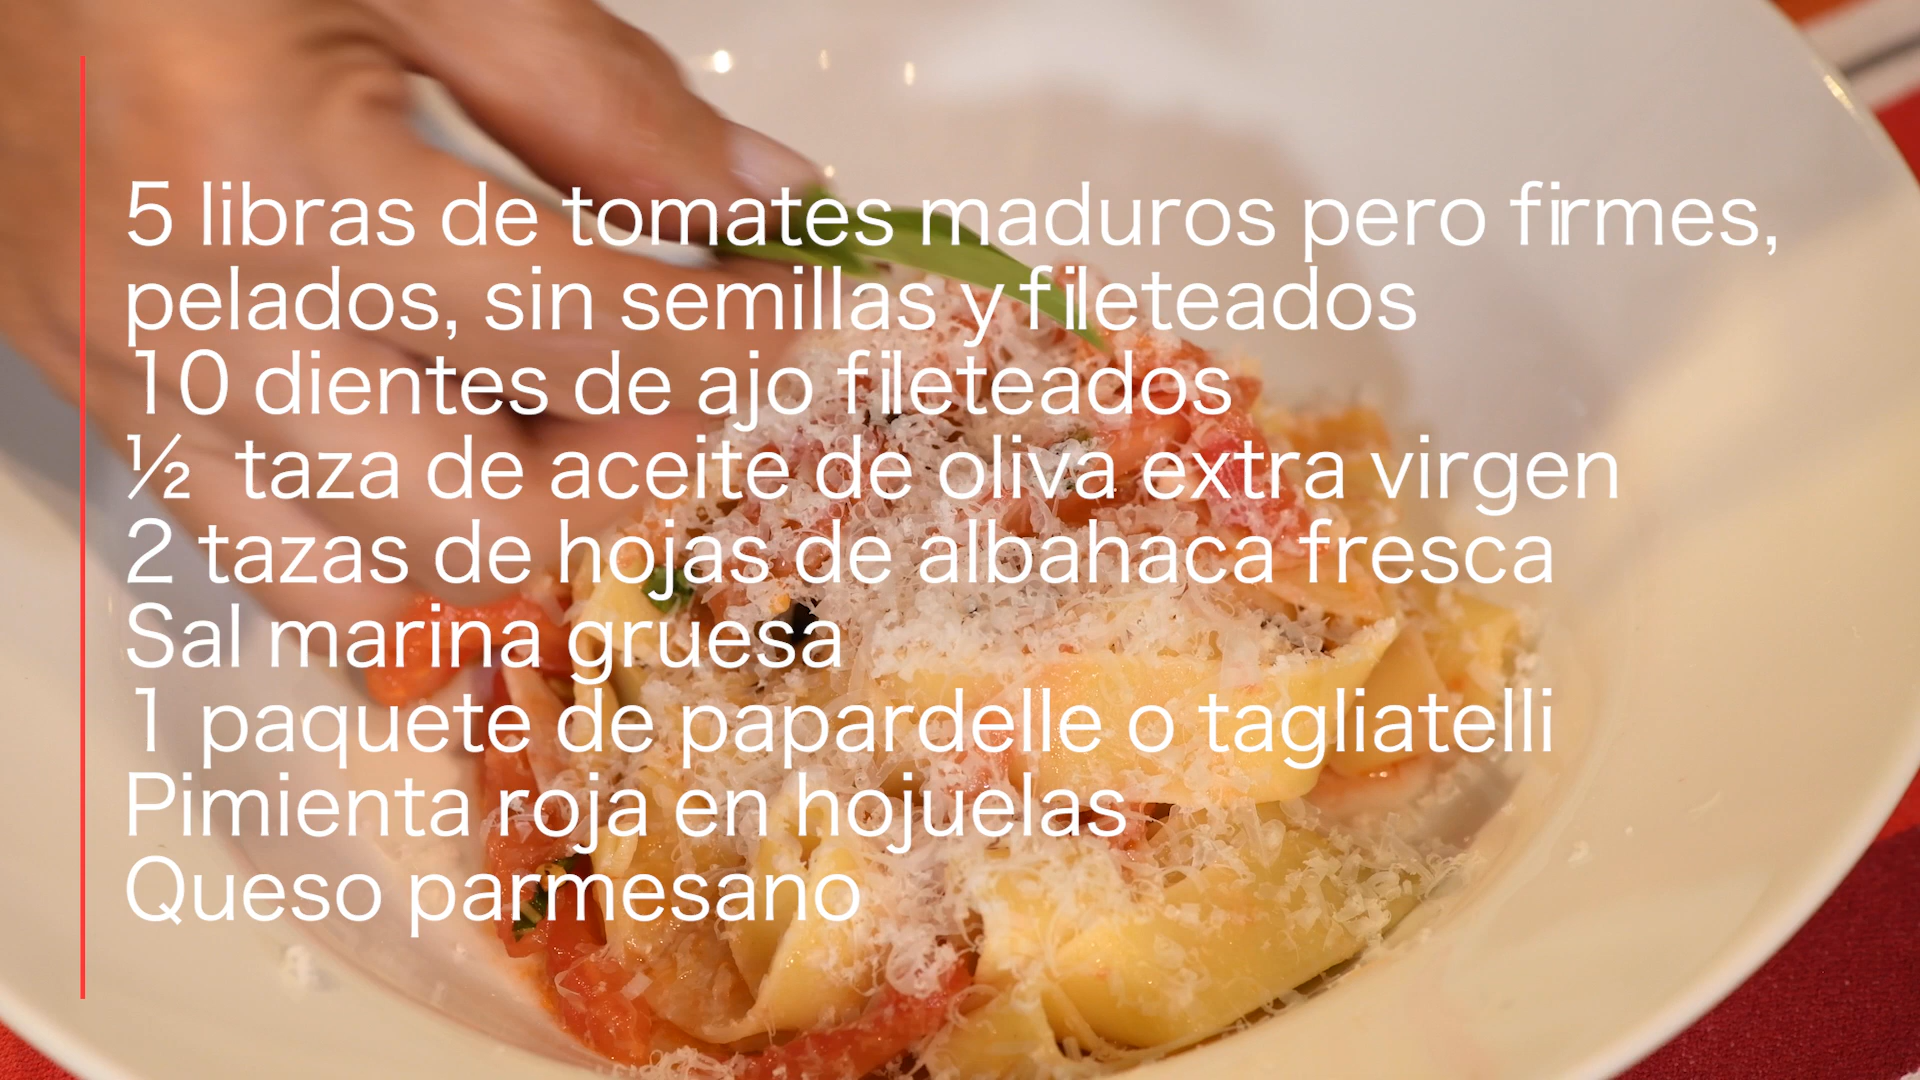 5 libras de tomates maduros pero firmes,
pelados, sin semillas y fileteados
10 dientes de ajo fileteados
½ taza de aceite de oliva extra virgen
2 tazas de hojas de albahaca fresca
Sal marina gruesa
1 paquete de papardelle o tagliatelli
Pimienta roja en hojuelas
Queso parmesano